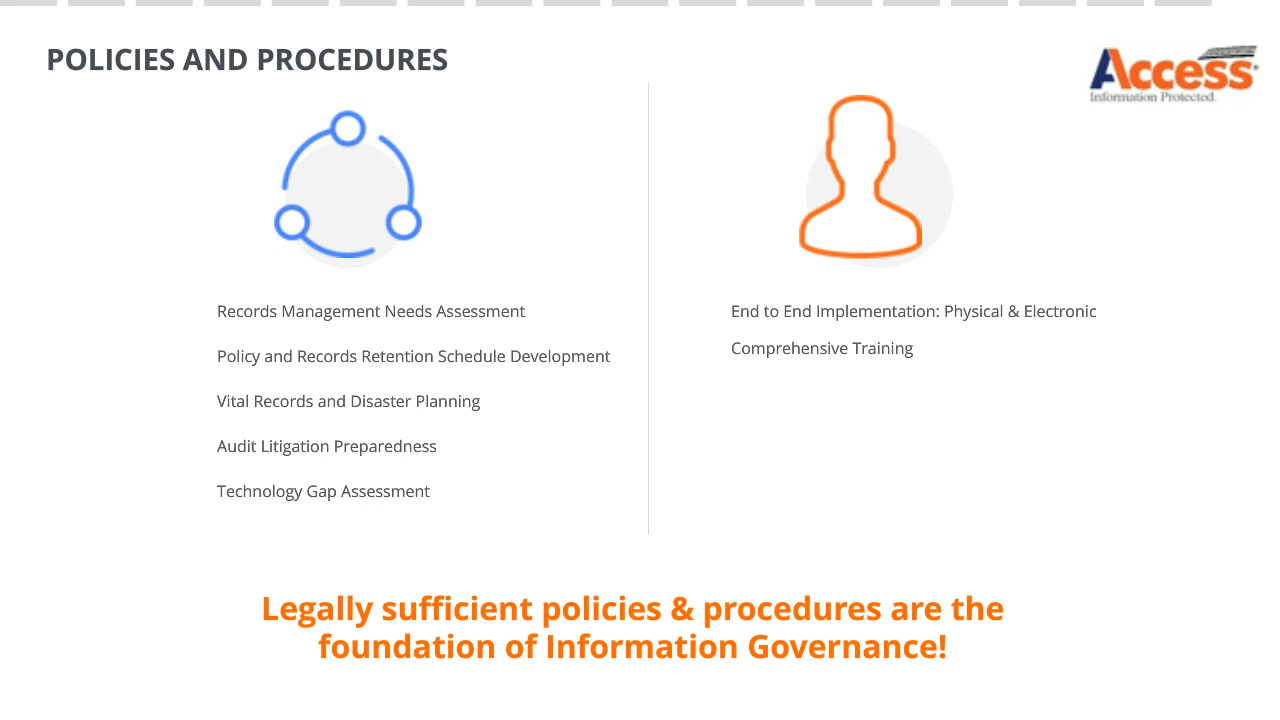 POLICIES AND PROCEDURES
Access
Information Protected.
Records Management Needs Assessment
Policy and Records Retention Schedule Development
Vital Records and Disaster Planning
Audit Litigation Preparedness
Technology Gap Assessment
End to End Implementation: Physical & Electronic
Comprehensive Training
Legally sufficient policies & procedures are the
foundation of Information Governance!